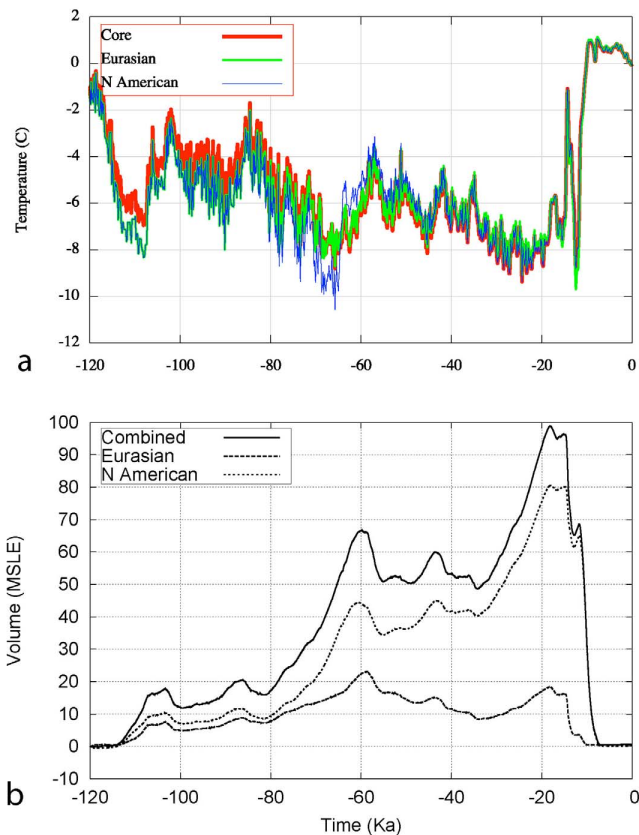 2
0
-2
-4
-6
-8
-10
-12
Temperature (C)
Core
Eurasian
N American
-120 -100 -80 -60 -40 -20 0
a
100
90
80
70
60
50
40
30
20
10
0
-10
Volume (MSLE)
Combined
Eurasian
N American
-120 -100 -80 -60 -40 -20 0
b
Time (Ka)